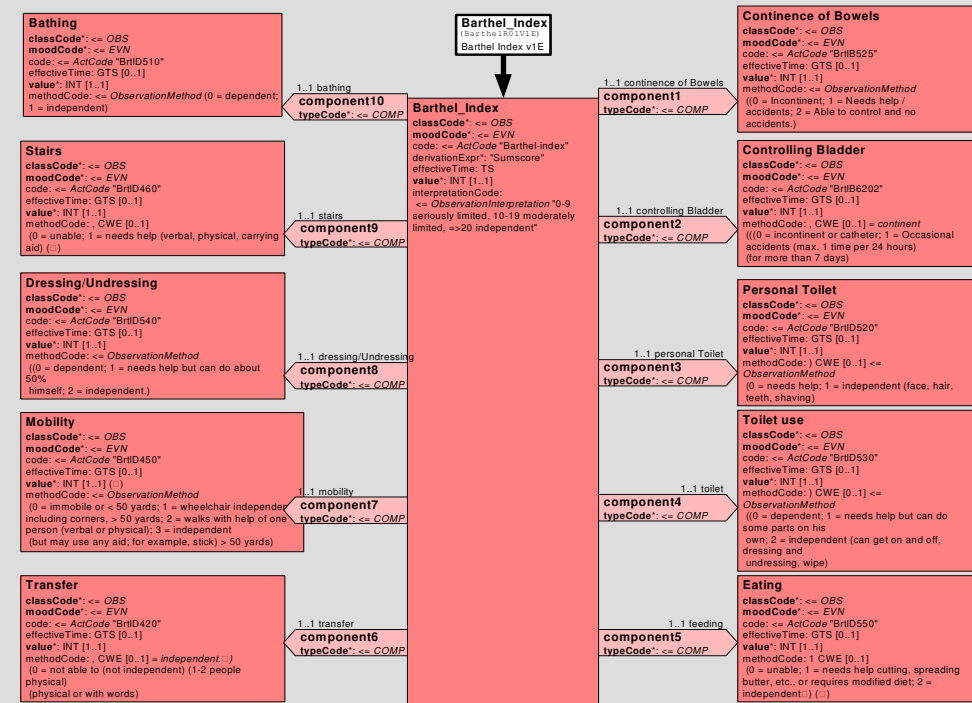 Barthel_Index
(BarthelR01V1E)
Barthel Index v1E
Bathing
classCode*: <= OBS
moodCode*: <= EVN
code: <= ActCode "BrtlD510"
effectiveTime: GTS [0..1]
value*: INT [1..1]
methodCode: <= ObservationMethod (0 = dependent;
1 = independent)
1..1 bathing
component10
typeCode*: <= COMP
Stairs
classCode*: <= OBS
moodCode*: <= EVN
code: <= ActCode "BrtlD460"
effectiveTime: GTS [0..1]
value*: INT [1..1]
methodCode: , CWE [0..1]
(0 = unable; 1 = needs help (verbal, physical, carrying
aid) (□)
1..1 stairs
component9
typeCode*: <= COMP
Dressing/Undressing
classCode*: <= OBS
moodCode*: <= EVN
code: <= ActCode "BrtlD540"
effectiveTime: GTS [0..1]
value*: INT [1..1]
methodCode: <= ObservationMethod
((0 = dependent; 1 = needs help but can do about
50%
himself; 2 = independent.)
1..1 dressing/Undressing
component8
typeCode*: <= COMP
Mobility
classCode*: <= OBS
moodCode*: <= EVN
code: <= ActCode "BrtlD450"
effectiveTime: GTS [0..1]
value*: INT [1..1] (□)
methodCode: <= ObservationMethod
(0 = immobile or < 50 yards; 1 = wheelchair independe
including corners, > 50 yards; 2 = walks with help of one
person (verbal or physical); 3 = independent
(but may use any aid; for example, stick) > 50 yards)
1..1 mobility
component7
typeCode*: <= COMP
Transfer
classCode*: <= OBS
moodCode*: <= EVN
code: <= ActCode "BrtlD420"
effectiveTime: GTS [0..1]
value*: INT [1..1]
methodCode: , CWE [0..1] = independent.□)
(0 = not able to (not independent) (1-2 people
physical)
(physical or with words)
1..1 transfer
component6
typeCode*: <= COMP
Barthel_Index
classCode*: <= OBS
moodCode*: <= EVN
code: <= ActCode "Barthel-index"
derivationExpr*: "Sumscore"
effectiveTime: TS
value*: INT [1..1]
interpretationCode:
<= ObservationInterpretation "0-9
seriously limited, 10-19 moderately
limited, =>20 independent"
1..1 continence of Bowels
component1
typeCode*: <= COMP
Continence of Bowels
classCode*: <= OBS
moodCode*: <= EVN
code: <= ActCode "BrtlB525"
effectiveTime: GTS [0..1]
value*: INT [1..1]
methodCode: <= ObservationMethod
((0 = Incontinent; 1 = Needs help /
accidents; 2 = Able to control and no
accidents.)
1..1 controlling Bladder
component2
typeCode*: <= COMP
Controlling Bladder
classCode*: <= OBS
moodCode*: <= EVN
code: <= ActCode "BrtlB6202"
effectiveTime: GTS [0..1]
value*: INT [1..1]
methodCode: , CWE [0..1] = continent
(((0 = incontinent or catheter; 1 = Occasional
accidents (max. 1 time per 24 hours)
(for more than 7 days)
1..1 personal Toilet
component3
typeCode*: <= COMP
Personal Toilet
classCode*: <= OBS
moodCode*: <= EVN
code: <= ActCode "BrtlD520"
effectiveTime: GTS [0..1]
value*: INT [1..1]
methodCode: ) CWE [0..1] <=
ObservationMethod
(0 = needs help; 1 = independent (face, hair,
teeth, shaving)
1..1 toilet
component4
typeCode*: <= COMP
Toilet use
classCode*: <= OBS
moodCode*: <= EVN
code: <= ActCode "BrtlD530"
effectiveTime: GTS [0..1]
value*: INT [1..1]
methodCode: ) CWE [0..1] <=
ObservationMethod
((0 = dependent; 1 = needs help but can do
some parts on his
own; 2 = independent (can get on and off,
dressing and
undressing, wipe)
1..1 feeding
component5
typeCode*: <= COMP
Eating
classCode*: <= OBS
moodCode*: <= EVN
code: <= ActCode "BrtlD550"
effectiveTime: GTS [0..1]
value*: INT [1..1]
methodCode: 1 CWE [0..1]
(0 = unable; 1 = needs help cutting, spreading
butter, etc., or requires modified diet; 2 =
independent□) (□)